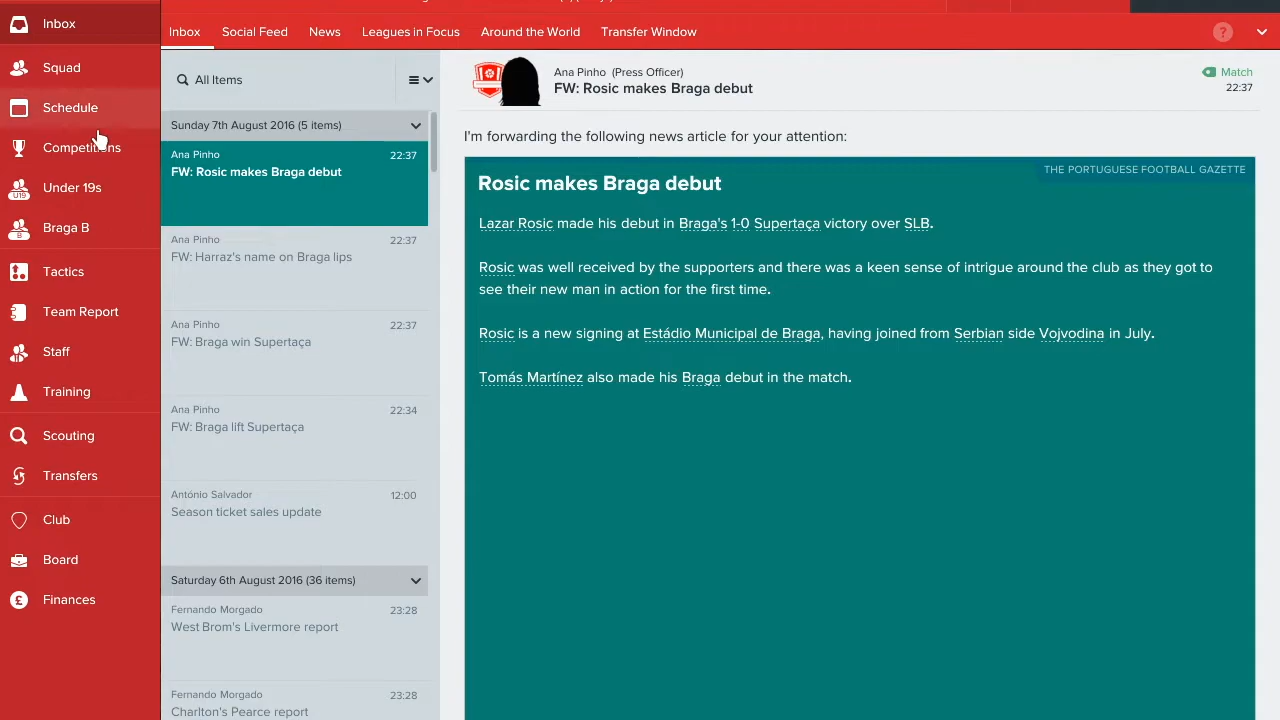 Inbox
Squad
Schedule
Competitions
Under 19s
U19
Braga B
B
Tactics
Team Report
Staff
Training
Scouting
Transfers
Club
Board
£
Finances
Inbox Social Feed News Leagues in Focus Around the World Transfer Window ?
All Items
Sunday 7th August 2016 (5 items)
Ana Pinho 22:37
FW: Rosic makes Braga debut
Ana Pinho 22:37
FW: Harraz's name on Braga lips
Ana Pinho 22:37
FW: Braga win Supertaça
Ana Pinho 22:34
FW: Braga lift Supertaça
António Salvador 12:00
Season ticket sales update
Saturday 6th August 2016 (36 items)
Fernando Morgado 23:28
West Brom's Livermore report
Fernando Morgado 23:28
Charlton's Pearce report
Ana Pinho (Press Officer) Match
FW: Rosic makes Braga debut 22:37
I'm forwarding the following news article for your attention:
THE PORTUGUESE FOOTBALL GAZETTE
Rosic makes Braga debut
Lazar Rosic made his debut in Braga's 1-0 Supertaça victory over SLB.
Rosic was well received by the supporters and there was a keen sense of intrigue around the club as they got to
see their new man in action for the first time.
Rosic is a new signing at Estádio Municipal de Braga, having joined from Serbian side Vojvodina in July.
Tomás Martínez also made his Braga debut in the match.